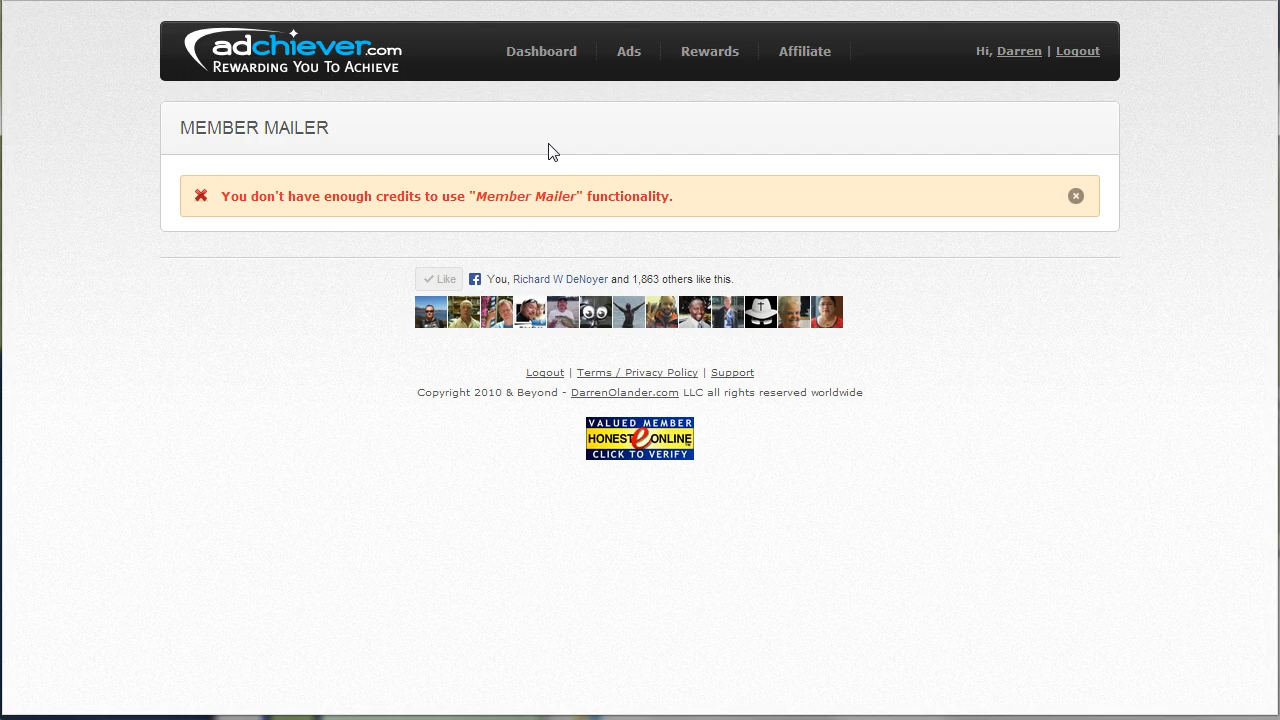 adchiever.com
REWARDING YOU TO ACHIEVE
Dashboard Ads Rewards Affiliate Hi, Darren | Logout
MEMBER MAILER
You don't have enough credits to use "Member Mailer" functionality.
Like You, Richard W DeNoyer and 1,863 others like this.
Logout | Terms / Privacy Policy | Support
Copyright 2010 & Beyond - DarrenOlander.com LLC all rights reserved worldwide
VALUED MEMBER
HONEST e ONLINE
CLICK TO VERIFY